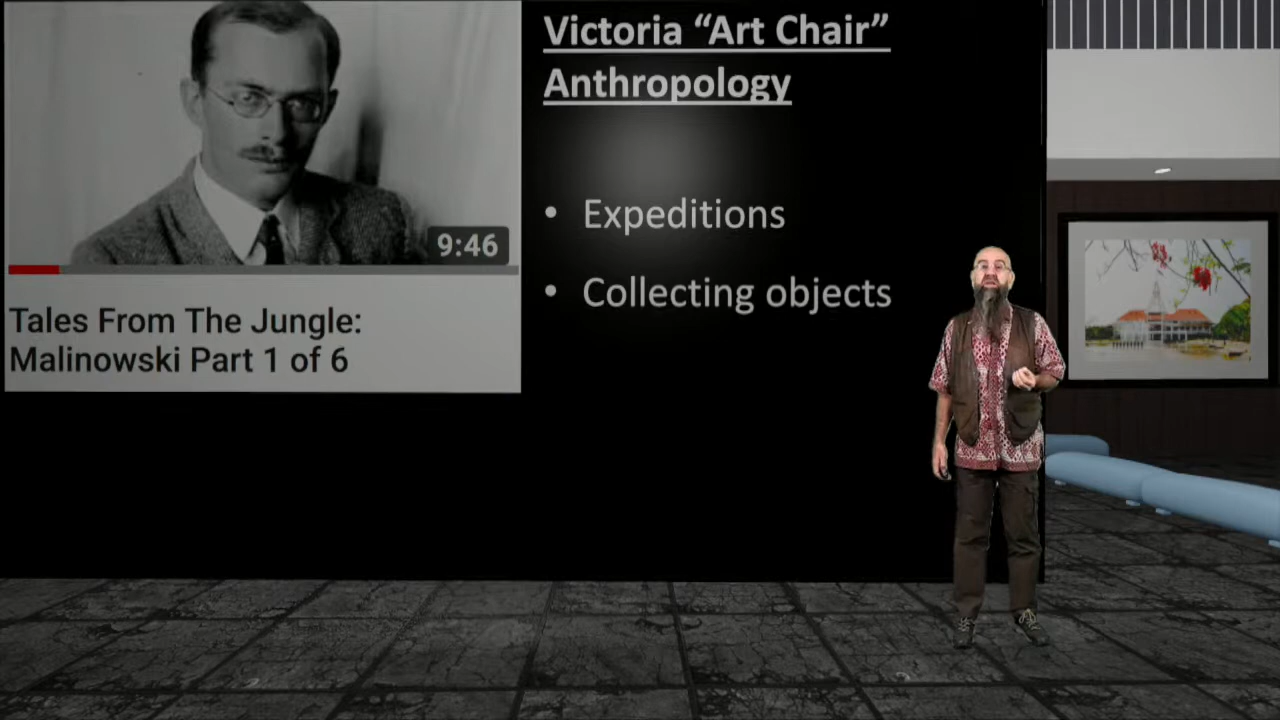 9:46
Tales From The Jungle:
Malinowski Part 1 of 6
Victoria “Art Chair”
Anthropology
• Expeditions
• Collecting objects